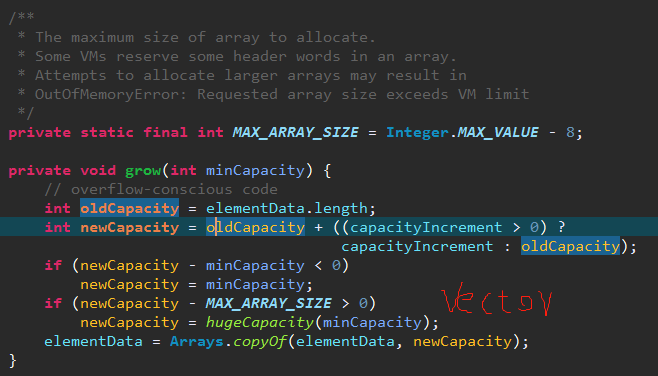 /**
 * The maximum size of array to allocate.
 * Some VMs reserve some header words in an array.
 * Attempts to allocate larger arrays may result in
 * OutOfMemoryError: Requested array size exceeds VM limit
 */
private static final int MAX_ARRAY_SIZE = Integer.MAX_VALUE - 8;
private void grow(int minCapacity) {
    // overflow-conscious code
    int oldCapacity = elementData.length;
    int newCapacity = oldCapacity + ((capacityIncrement > 0) ?
                                     capacityIncrement : oldCapacity);
    if (newCapacity - minCapacity < 0)
        newCapacity = minCapacity;
    if (newCapacity - MAX_ARRAY_SIZE > 0)
        newCapacity = hugeCapacity(minCapacity);
    elementData = Arrays.copyOf(elementData, newCapacity);
}
Vector